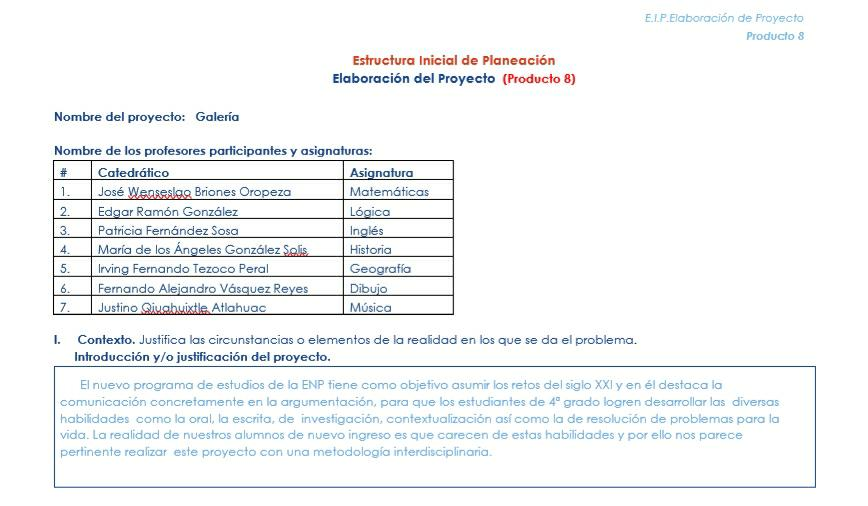 E.I.P.Elaboración de Proyecto
Producto 8
Estructura Inicial de Planeación
Elaboración del Proyecto (Producto 8)
Nombre del proyecto: Galería
Nombre de los profesores participantes y asignaturas:
# Catedrático Asignatura
1. José Wenseslao Briones Oropeza Matemáticas
2. Edgar Ramón González Lógica
3. Patricia Fernández Sosa Inglés
4. María de los Ángeles González Solis Historia
5. Irving Fernando Tezoco Peral Geografía
6. Fernando Alejandro Vásquez Reyes Dibujo
7. Justino Qiuahuixtle Atlahuac Música
I. Contexto. Justifica las circunstancias o elementos de la realidad en los que se da el problema.
Introducción y/o justificación del proyecto.
El nuevo programa de estudios de la ENP tiene como objetivo asumir los retos del siglo XXI y en él destaca la
comunicación concretamente en la argumentación, para que los estudiantes de 4º grado logren desarrollar las diversas
habilidades como la oral, la escrita, de investigación, contextualización así como la de resolución de problemas para la
vida. La realidad de nuestros alumnos de nuevo ingreso es que carecen de estas habilidades y por ello nos parece
pertinente realizar este proyecto con una metodología interdisciplinaria.